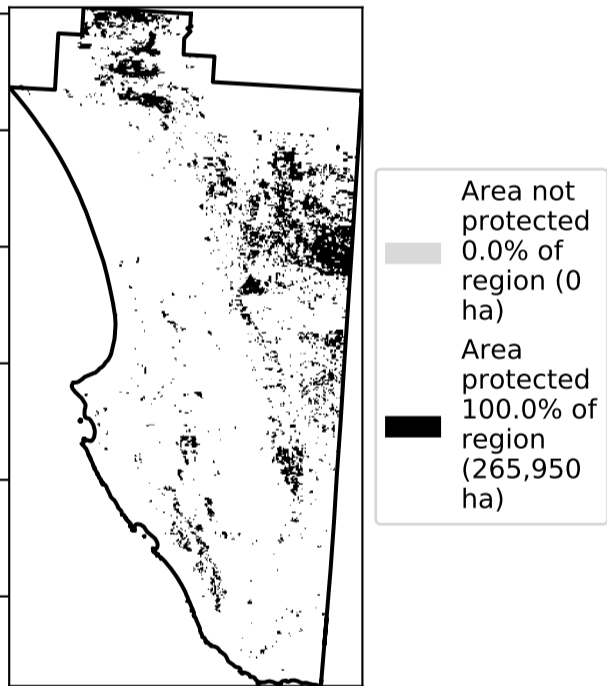 Area not
protected
0.0% of
region (0
ha)
Area
protected
100.0% of
region
(265,950
ha)